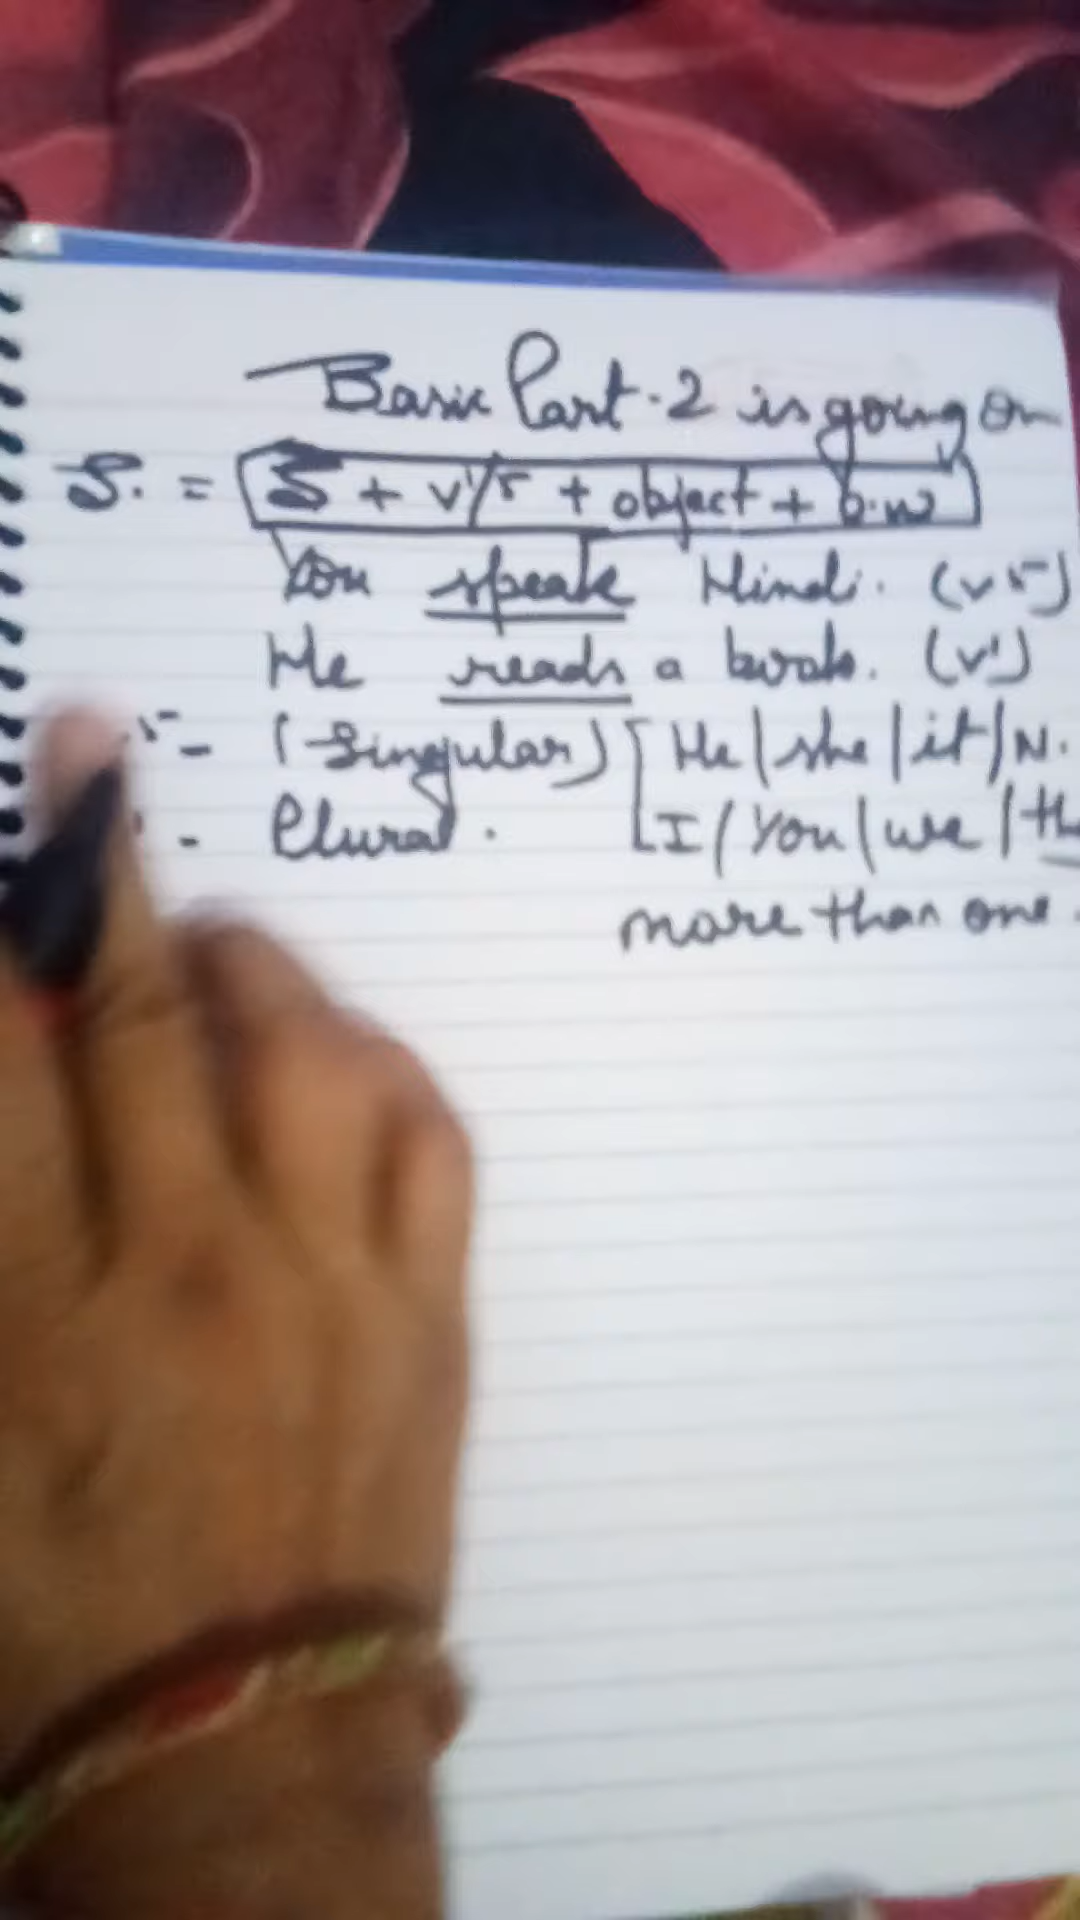 Basic Part-2 is going on
S. = S + v¹/⁵ + object + o.w
You speak Hindi. (v⁵)
He reads a book. (v¹)
⁵- (Singular) [He/she/it/N.
- Plural. [I/You/we/
more than one.